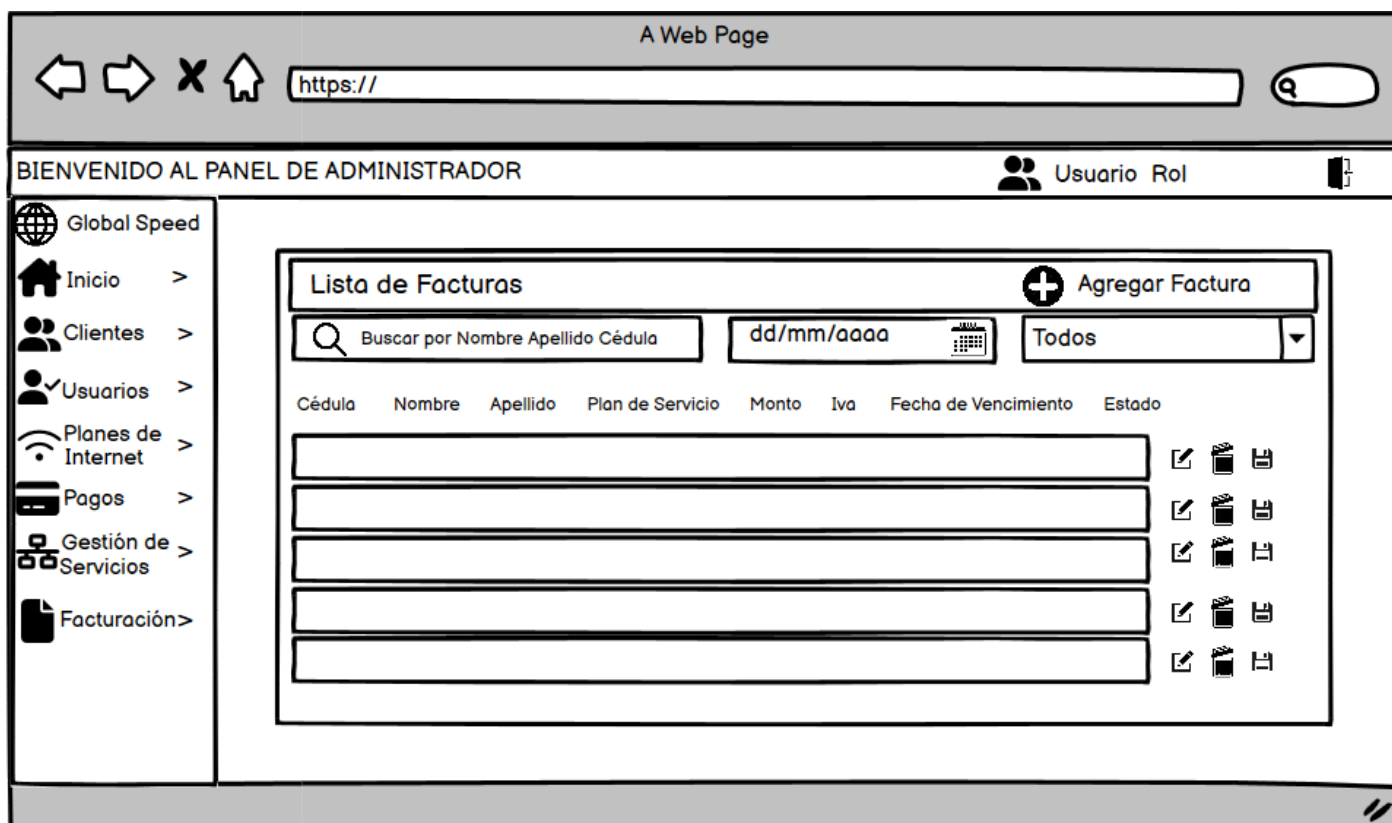 A Web Page
https://
BIENVENIDO AL PANEL DE ADMINISTRADOR
Usuario Rol
Global Speed
Inicio >
Clientes >
Usuarios >
Planes de
Internet >
Pagos >
Gestión de
Servicios >
Facturación>
Lista de Facturas
Agregar Factura
Buscar por Nombre Apellido Cédula
dd/mm/aaaa
Todos
Cédula Nombre Apellido Plan de Servicio Monto Iva Fecha de Vencimiento Estado